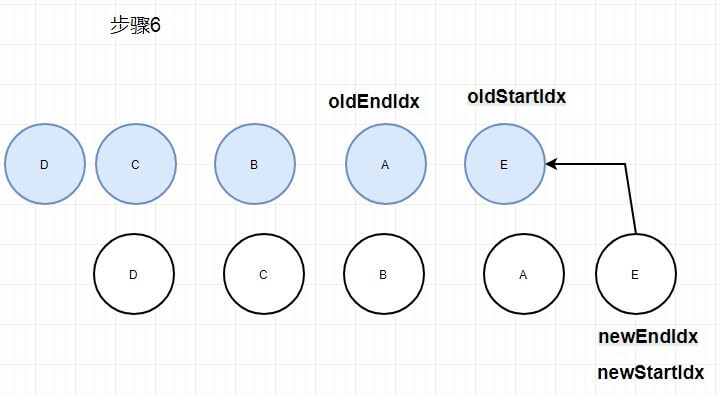 步骤6
oldEndIdx
oldStartIdx
D
C
B
A
E
D
C
B
A
E
newEndIdx
newStartIdx